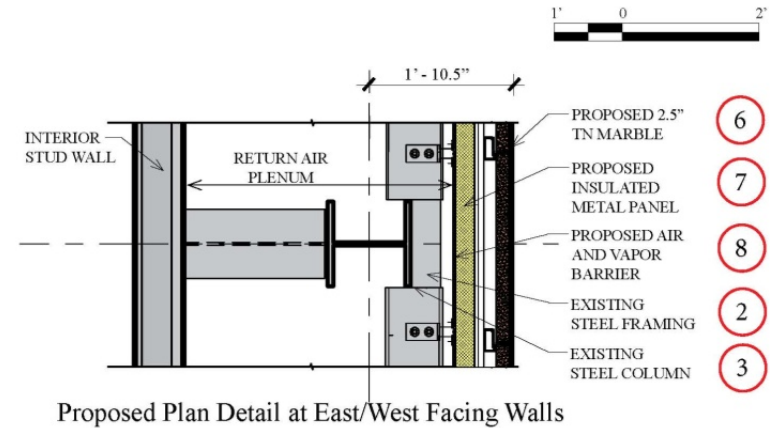 1’ 0 2’
1’ - 10.5”
INTERIOR
STUD WALL
RETURN AIR
PLENUM
PROPOSED 2.5”
TN MARBLE
6
PROPOSED
INSULATED
METAL PANEL
7
PROPOSED AIR
AND VAPOR
BARRIER
8
EXISTING
STEEL FRAMING
2
EXISTING
STEEL COLUMN
3
Proposed Plan Detail at East/West Facing Walls